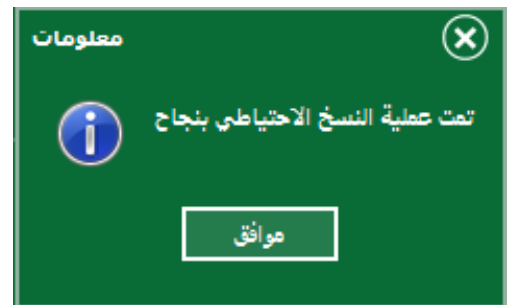 معلومات
تمت عملية النسخ الاحتياطي بنجاح
موافق